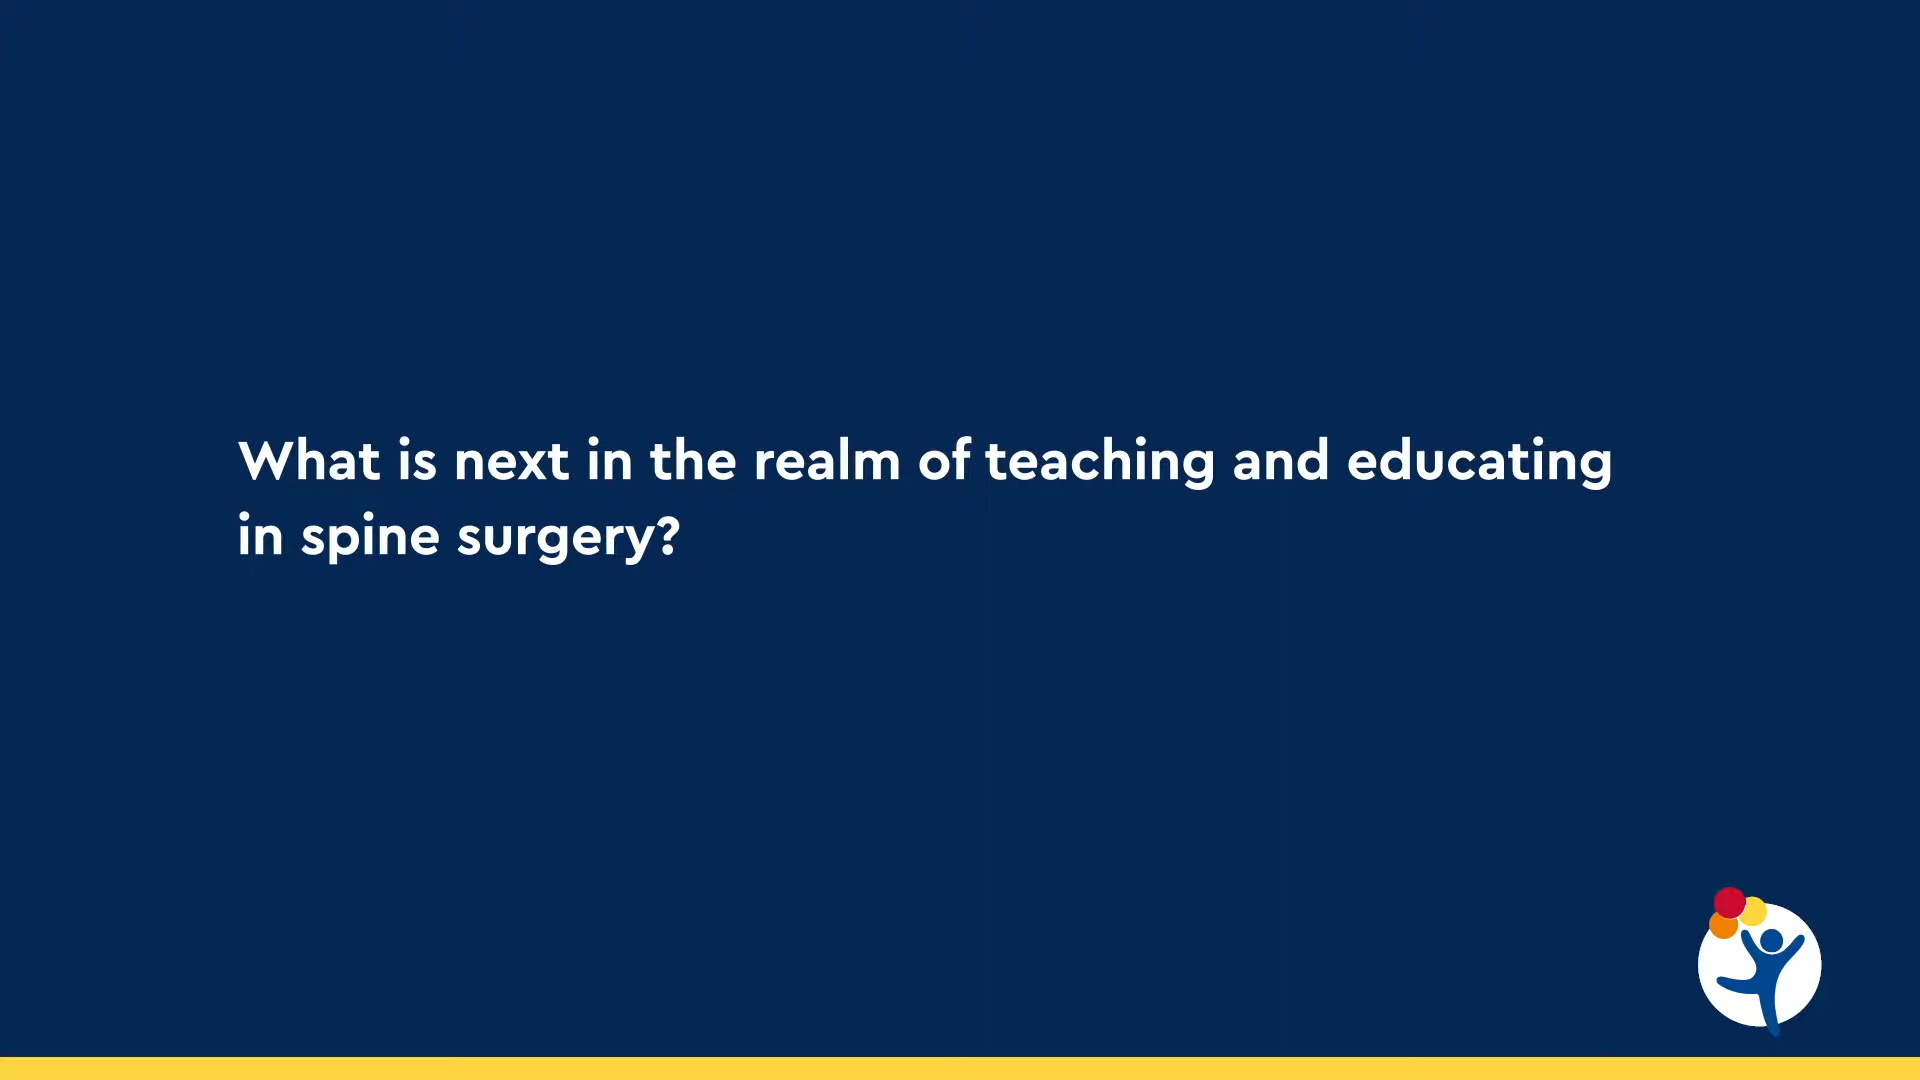 What is next in the realm of teaching and educating
in spine surgery?